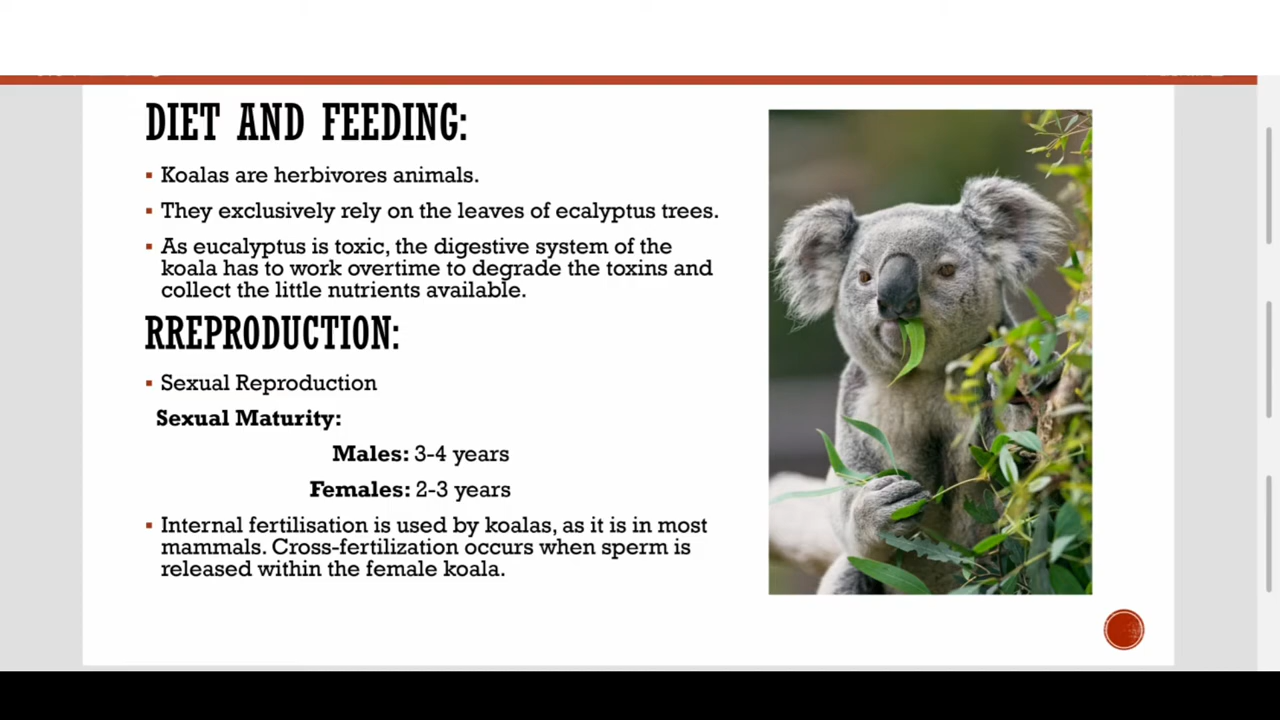 DIET AND FEEDING:
Koalas are herbivores animals.
They exclusively rely on the leaves of ecalyptus trees.
As eucalyptus is toxic, the digestive system of the
koala has to work overtime to degrade the toxins and
collect the little nutrients available.
RREPRODUCTION:
Sexual Reproduction
Sexual Maturity:
Males: 3-4 years
Females: 2-3 years
Internal fertilisation is used by koalas, as it is in most
mammals. Cross-fertilization occurs when sperm is
released within the female koala.